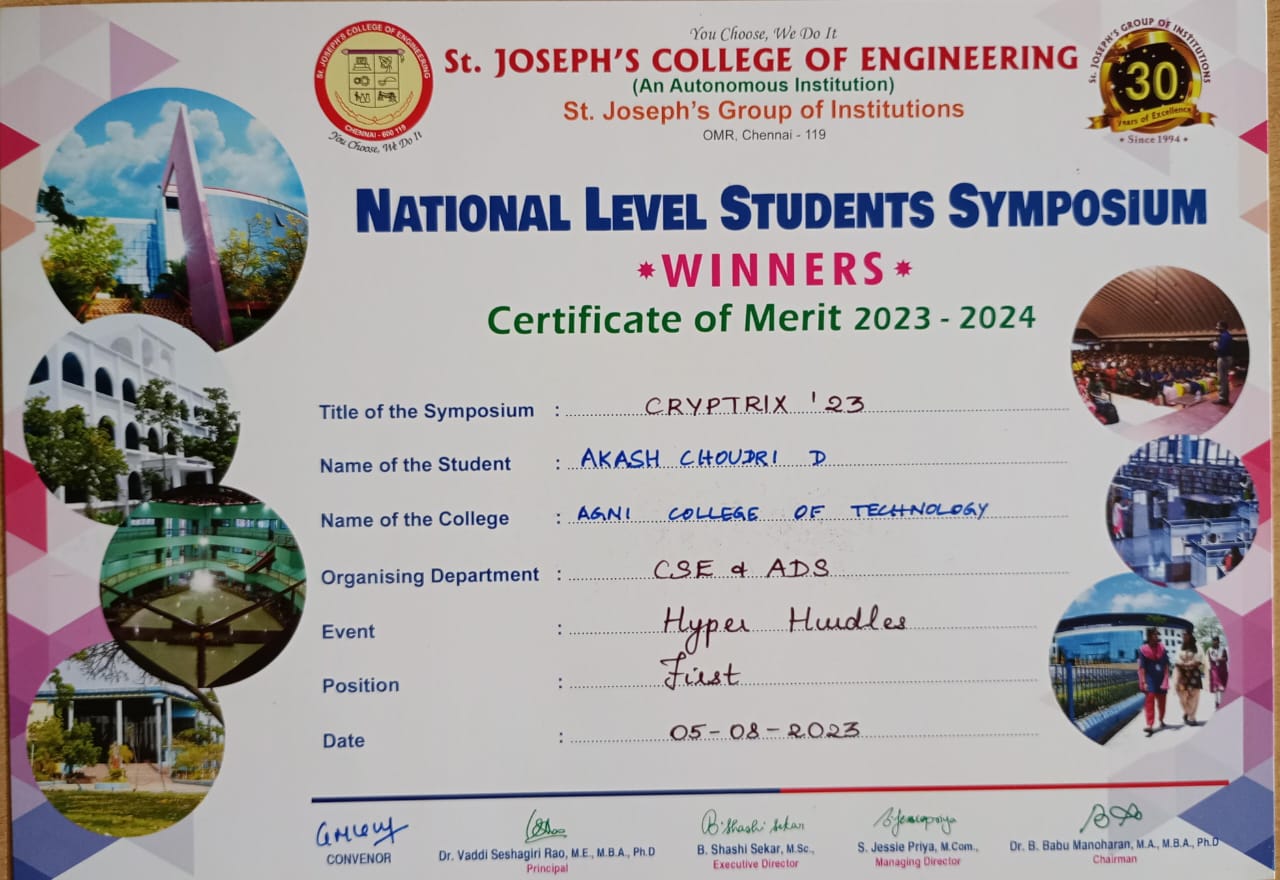 You Choose, We Do It
St. JOSEPH'S COLLEGE OF ENGINEERING
(An Autonomous Institution)
St. Joseph's Group of Institutions
OMR, Chennai - 119
St. JOSEPH'S COLLEGE OF ENGINEERING
CHENNAI - 600 119
You Choose, We Do It
St. JOSEPH'S GROUP OF INSTITUTIONS
30
Years of Excellence
* Since 1994 *
NATIONAL LEVEL STUDENTS SYMPOSIUM
* WINNERS *
Certificate of Merit 2023 - 2024
Title of the Symposium : CRYPTRIX '23
Name of the Student : AKASH CHOUDRI D
Name of the College : AGNI COLLEGE OF TECHNOLOGY
Organising Department : CSE & ADS
Event : Hyper Hurdles
Position : First
Date : 05-08-2023
B. Shashi Sekar
CONVENOR
Dr. Vaddi Seshagiri Rao, M.E., M.B.A., Ph.D
Principal
B. Shashi Sekar, M.Sc.,
Executive Director
S. Jessie Priya, M.Com.,
Managing Director
Dr. B. Babu Manoharan, M.A., M.B.A., Ph.D
Chairman